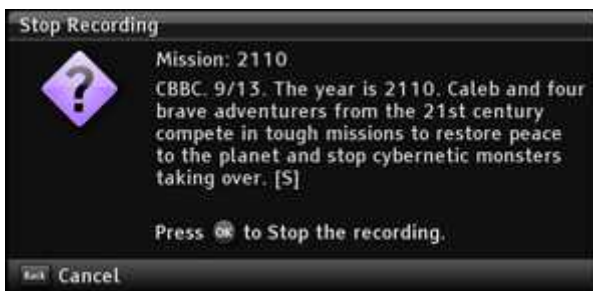 Stop Recording
Mission: 2110
CBBC. 9/13. The year is 2110. Caleb and four
brave adventurers from the 21st century
compete in tough missions to restore peace
to the planet and stop cybernetic monsters
taking over. [S]
Press OK to Stop the recording.
Back Cancel